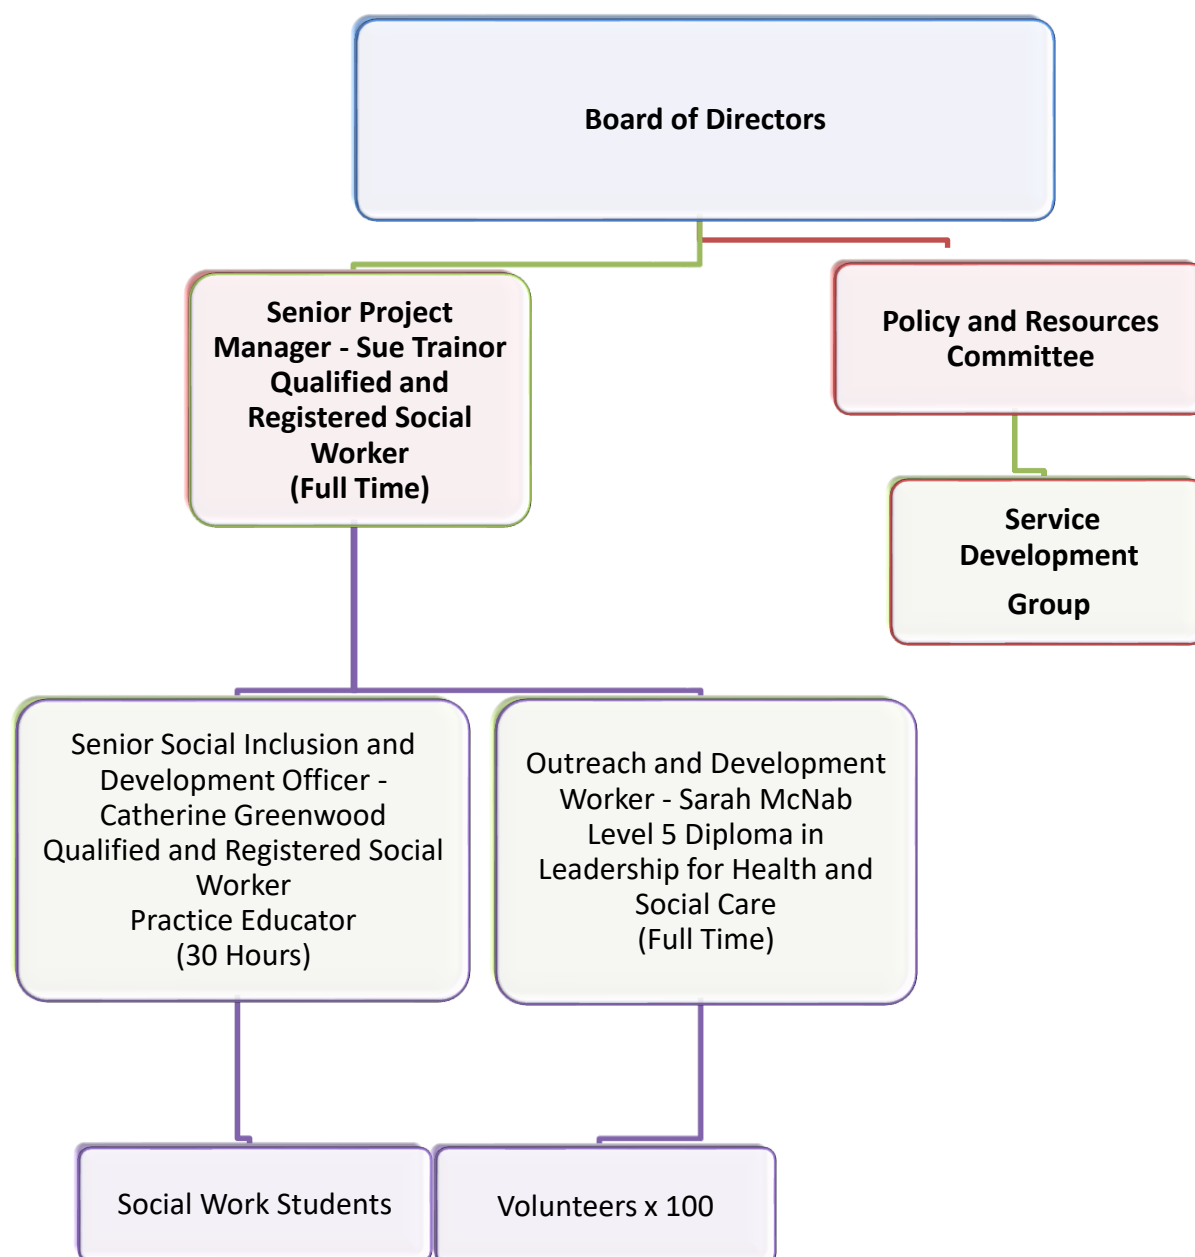 Board of Directors
Senior Project
Manager - Sue Trainor
Qualified and
Registered Social
Worker
(Full Time)
Policy and Resources
Committee
Service
Development
Group
Senior Social Inclusion and
Development Officer -
Catherine Greenwood
Qualified and Registered Social
Worker
Practice Educator
(30 Hours)
Outreach and Development
Worker - Sarah McNab
Level 5 Diploma in
Leadership for Health and
Social Care
(Full Time)
Social Work Students
Volunteers x 100